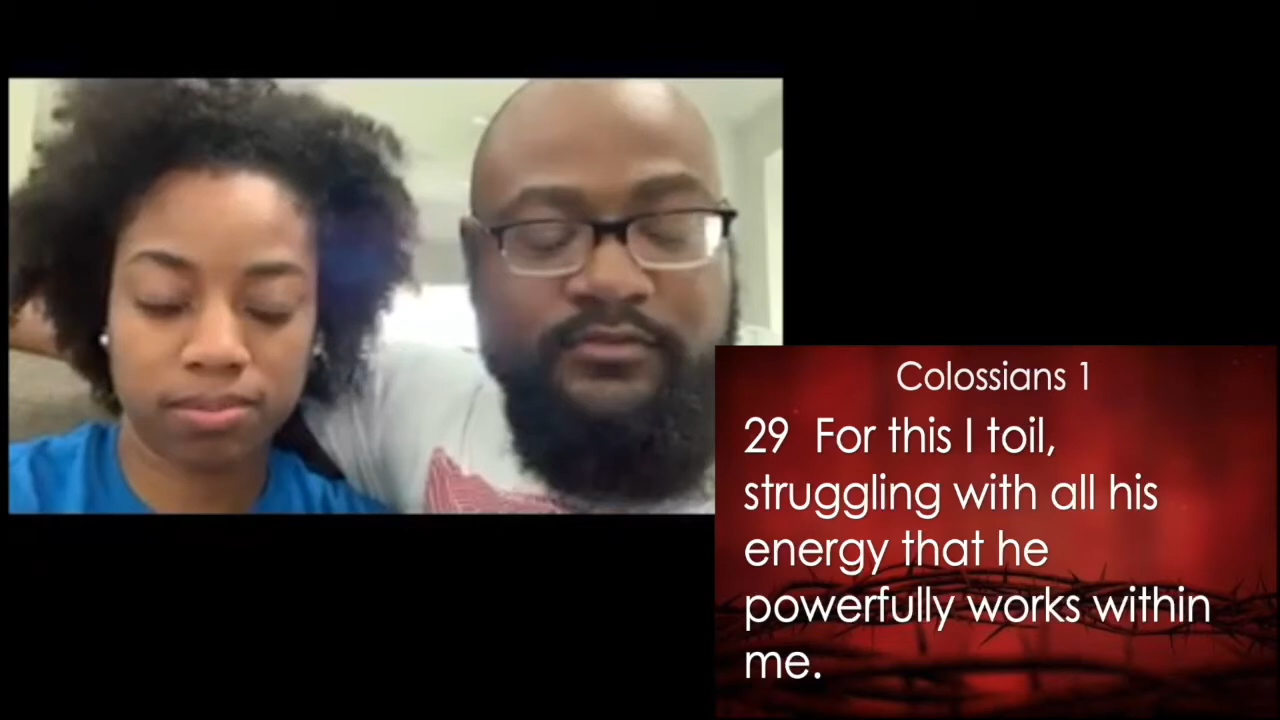 Colossians 1
29 For this I toil,
struggling with all his
energy that he
powerfully works within
me.